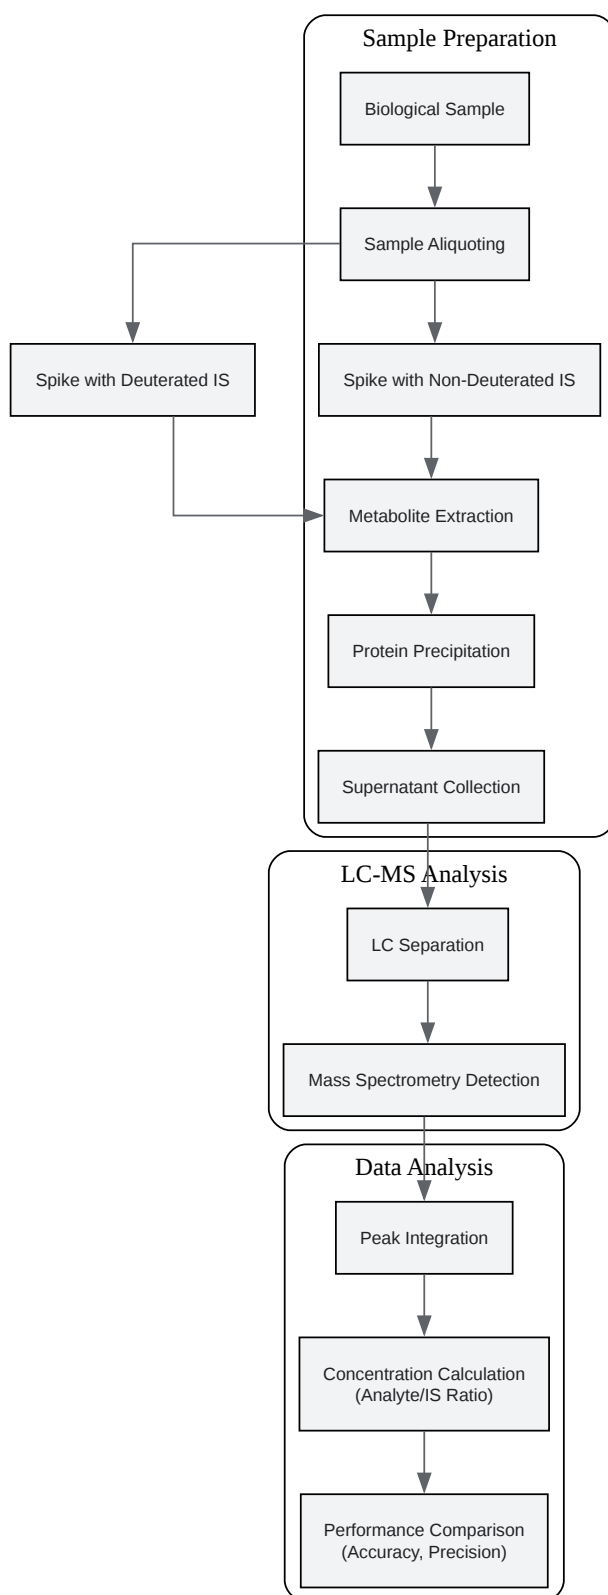 Sample Preparation
Biological Sample
Sample Aliquoting
Spike with Deuterated IS
Spike with Non-Deuterated IS
Metabolite Extraction
Protein Precipitation
Supernatant Collection
LC-MS Analysis
LC Separation
Mass Spectrometry Detection
Data Analysis
Peak Integration
Concentration Calculation
(Analyte/IS Ratio)
Performance Comparison
(Accuracy, Precision)